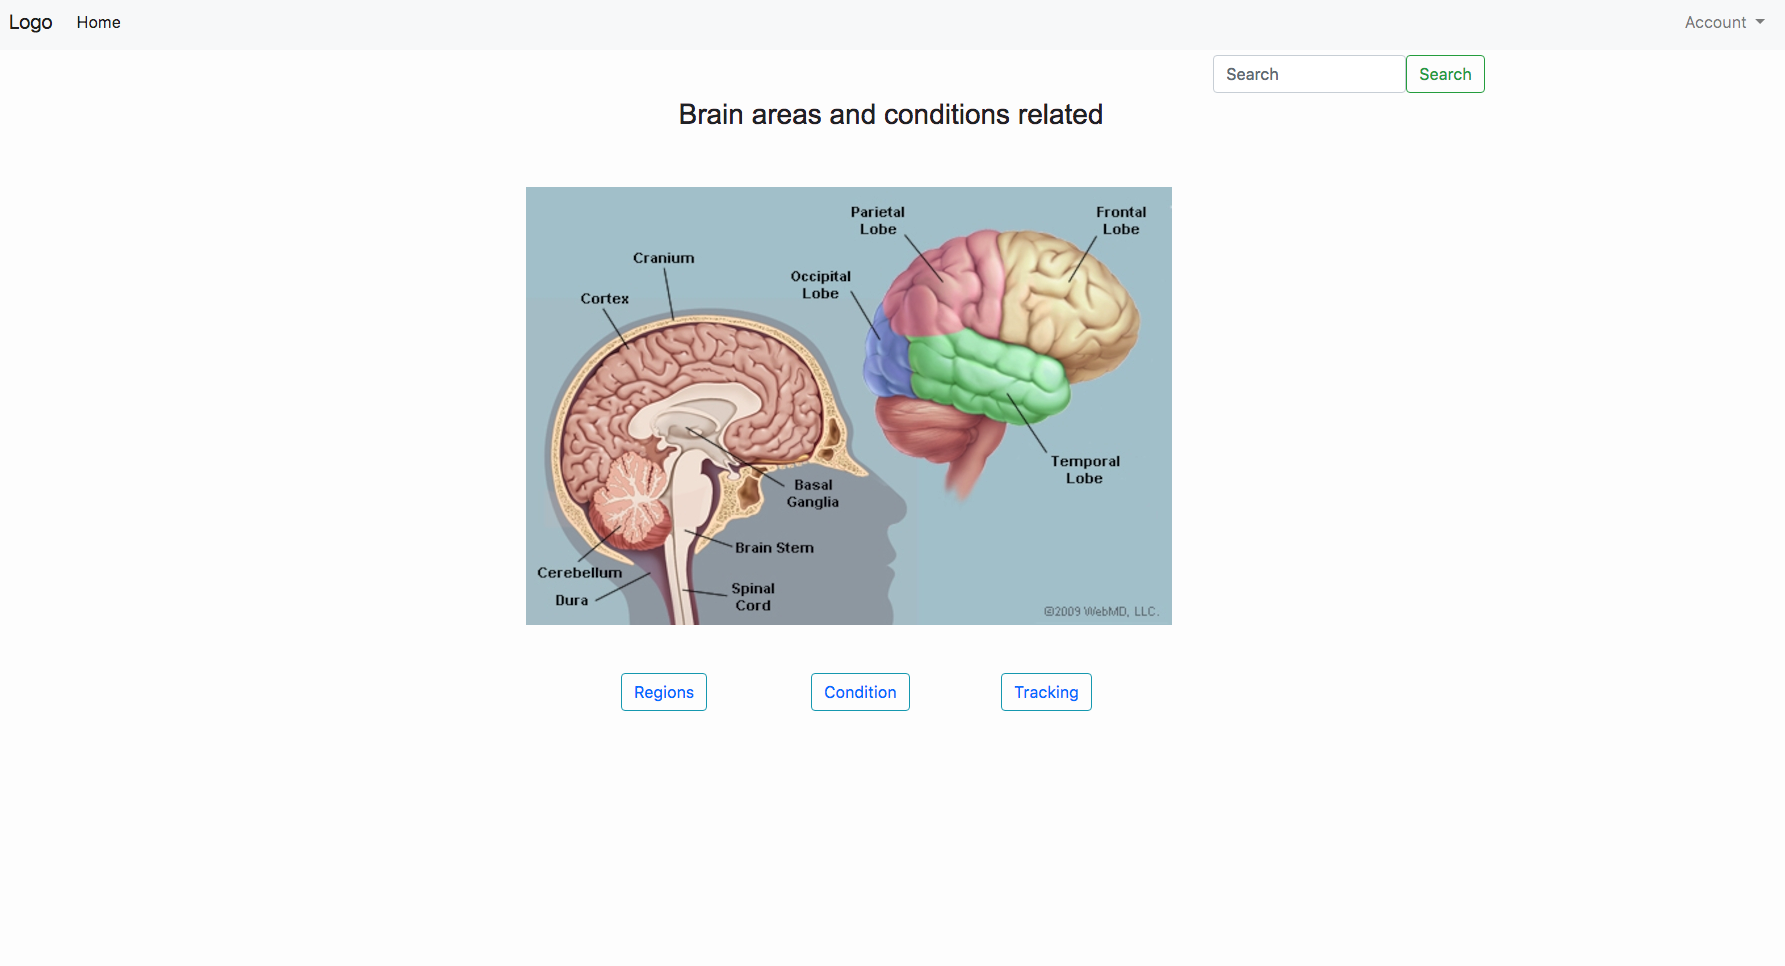 Logo Home Account
Search Search
Brain areas and conditions related
Parietal
Lobe
Frontal
Lobe
Cranium
Occipital
Lobe
Cortex
Temporal
Lobe
Basal
Ganglia
Brain Stem
Cerebellum
Spinal
Cord
Dura
©2009 WebMD, LLC.
Regions Condition Tracking